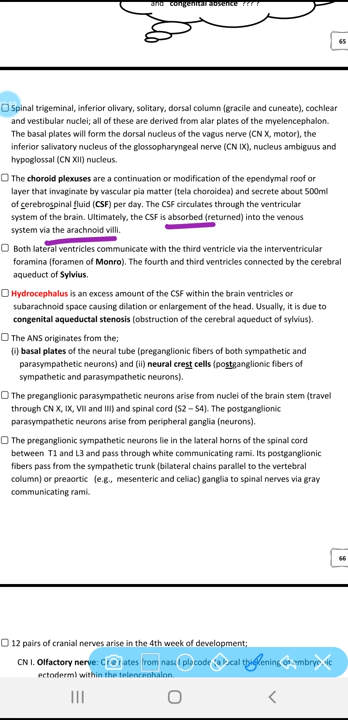 and congenital absence ????
65
Spinal trigeminal, inferior olivary, solitary, dorsal column (gracile and cuneate), cochlear
and vestibular nuclei; all of these are derived from alar plates of the myelencephalon.
The basal plates will form the dorsal nucleus of the vagus nerve (CN X, motor), the
inferior salivatory nucleus of the glossopharyngeal nerve (CN IX), nucleus ambiguus and
hypoglossal (CN XII) nucleus.
The choroid plexuses are a continuation or modification of the ependymal roof or
layer that invaginate by vascular pia matter (tela choroidea) and secrete about 500ml
of cerebrospinal fluid (CSF) per day. The CSF circulates through the ventricular
system of the brain. Ultimately, the CSF is absorbed (returned) into the venous
system via the arachnoid villi.
Both lateral ventricles communicate with the third ventricle via the interventricular
foramina (foramen of Monro). The fourth and third ventricles connected by the cerebral
aqueduct of Sylvius.
Hydrocephalus is an excess amount of the CSF within the brain ventricles or
subarachnoid space causing dilation or enlargement of the head. Usually, it is due to
congenital aqueductal stenosis (obstruction of the cerebral aqueduct of sylvius).
The ANS originates from the;
(i) basal plates of the neural tube (preganglionic fibers of both sympathetic and
parasympathetic neurons) and (ii) neural crest cells (postganglionic fibers of
sympathetic and parasympathetic neurons).
The preganglionic parasympathetic neurons arise from nuclei of the brain stem (travel
through CN X, IX, VII and III) and spinal cord (S2 – S4). The postganglionic
parasympathetic neurons arise from peripheral ganglia (neurons).
The preganglionic sympathetic neurons lie in the lateral horns of the spinal cord
between T1 and L3 and pass through white communicating rami. Its postganglionic
fibers pass from the sympathetic trunk (bilateral chains parallel to the vertebral
column) or preaortic (e.g., mesenteric and celiac) ganglia to spinal nerves via gray
communicating rami.
66
12 pairs of cranial nerves arise in the 4th week of development;
CN I. Olfactory nerve: from nasal placode (a local thickening of embryonic
ectoderm) within the telencephalon.